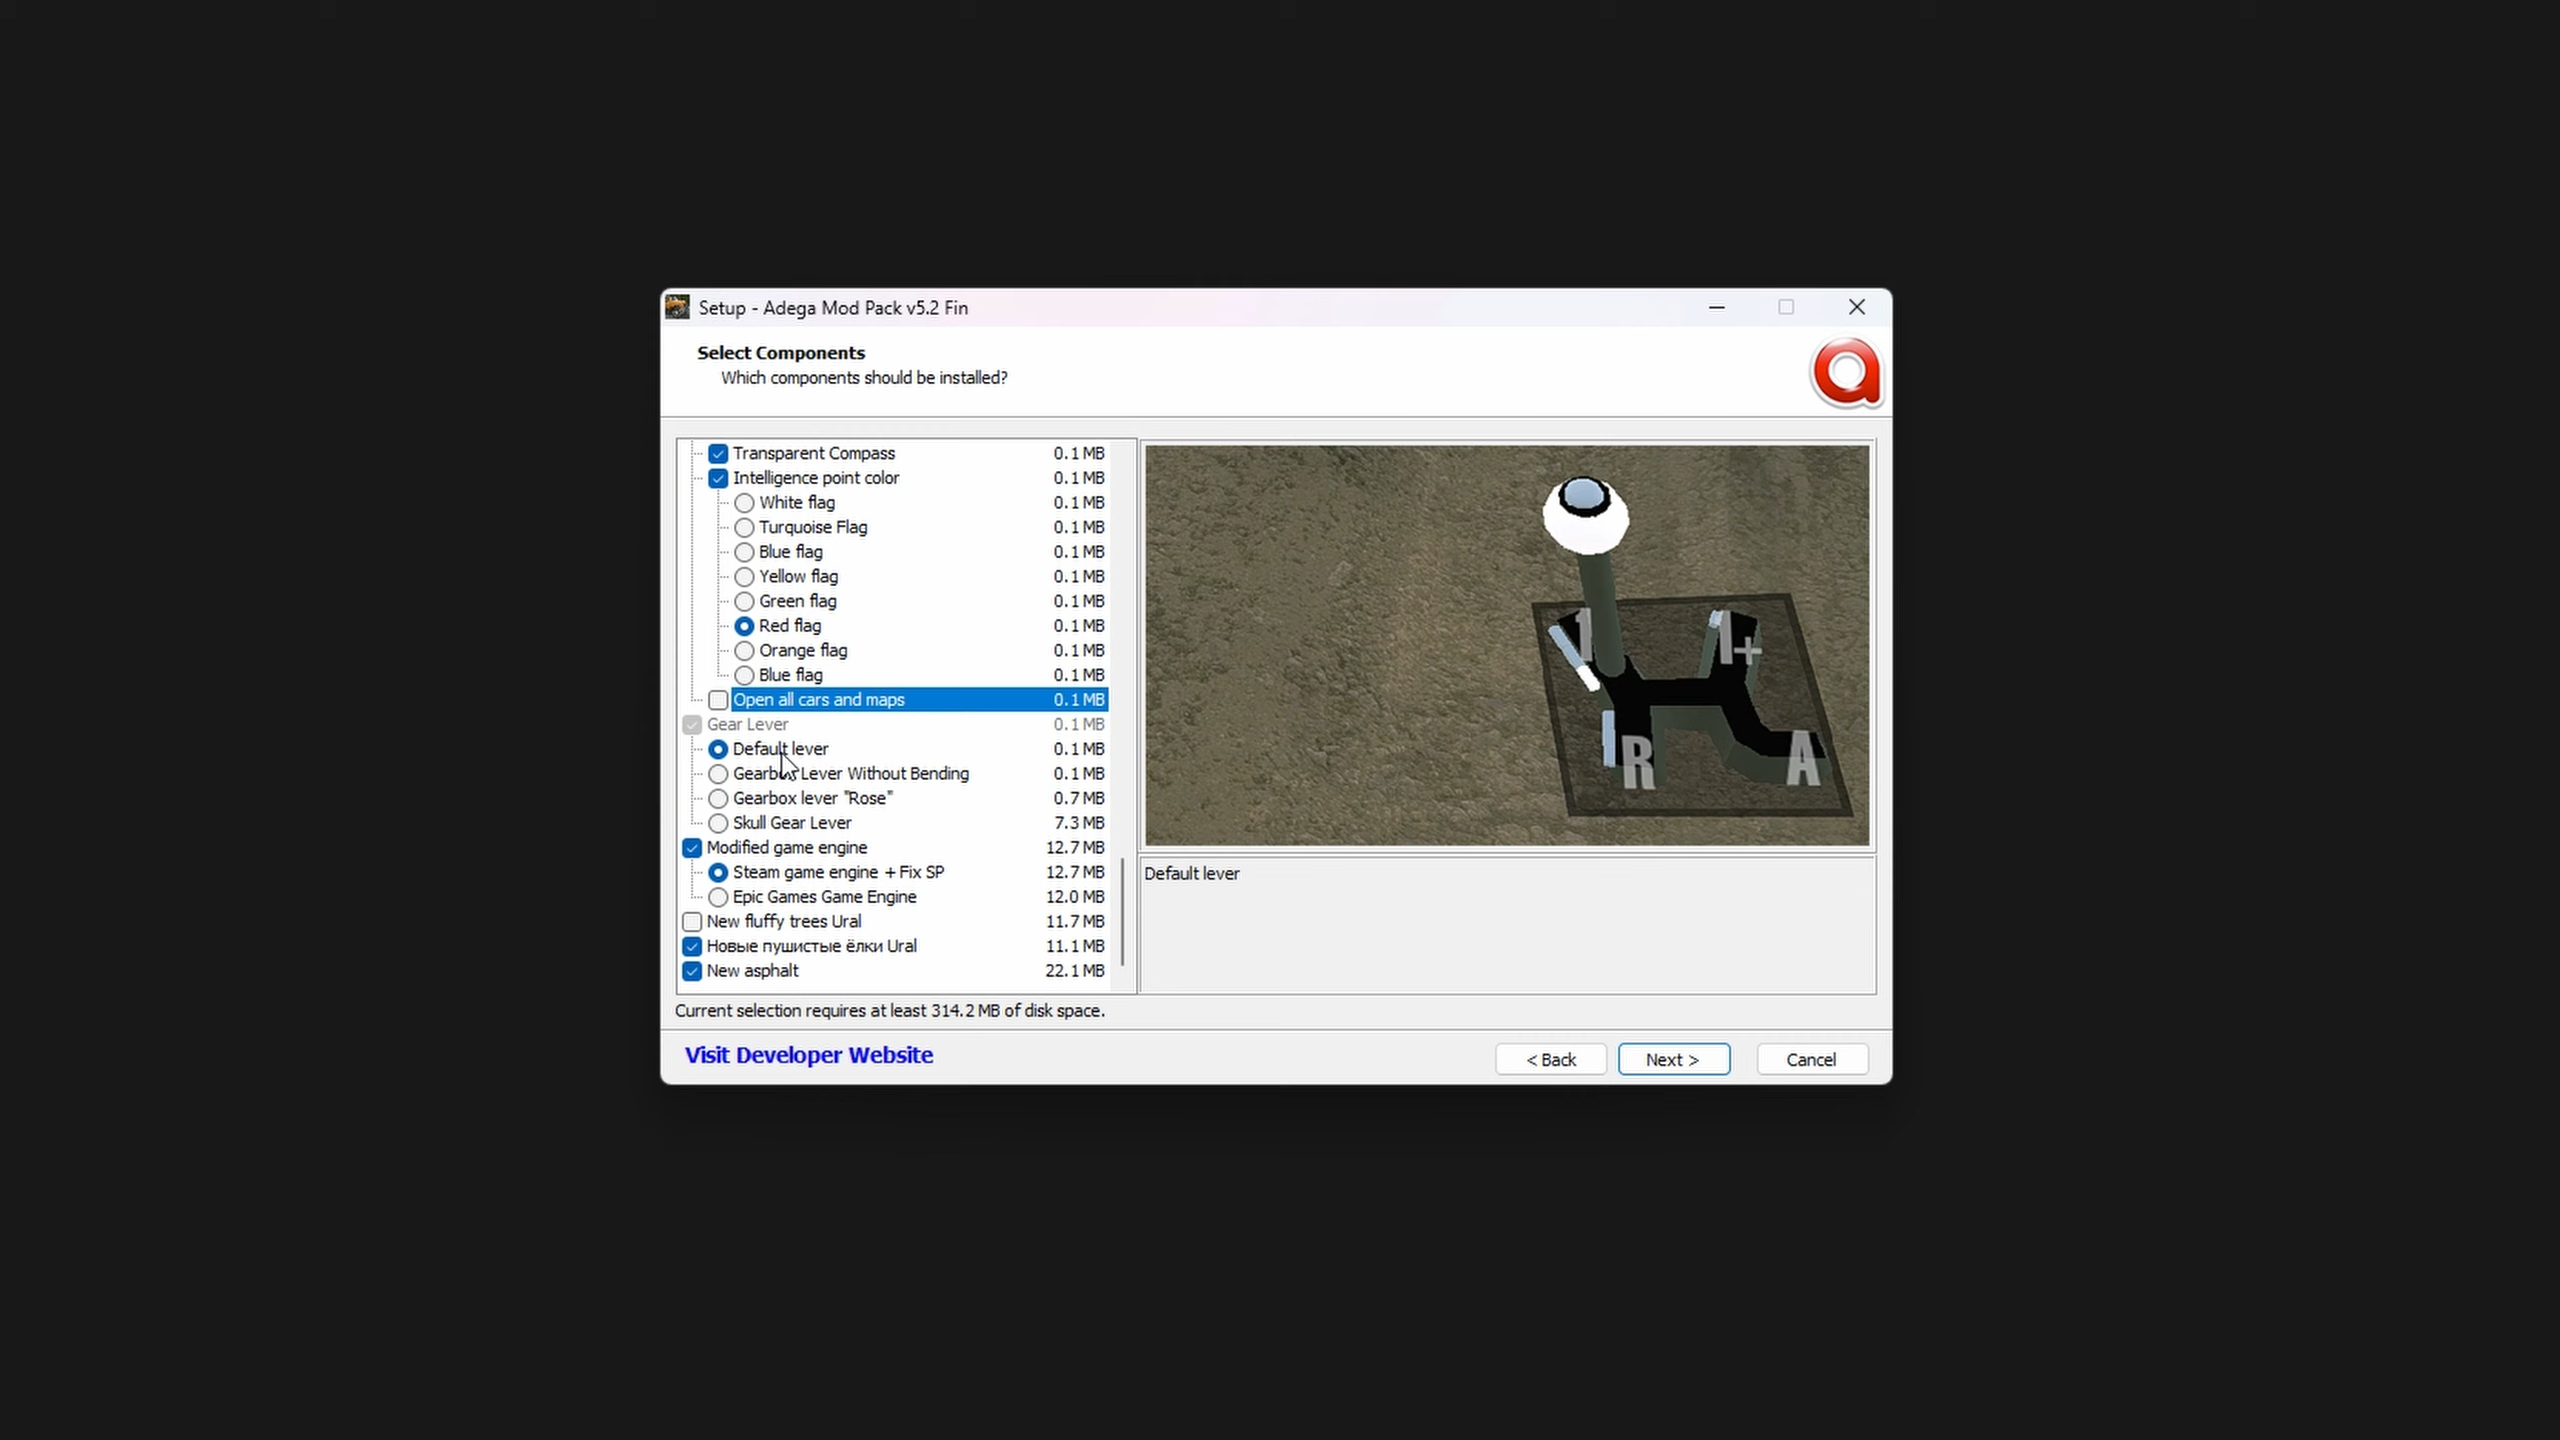 Setup - Adega Mod Pack v5.2 Fin
Select Components
Which components should be installed?
Transparent Compass 0.1 MB
Intelligence point color 0.1 MB
White flag 0.1 MB
Turquoise Flag 0.1 MB
Blue flag 0.1 MB
Yellow flag 0.1 MB
Green flag 0.1 MB
Red flag 0.1 MB
Orange flag 0.1 MB
Blue flag 0.1 MB
Open all cars and maps 0.1 MB
Gear Lever 0.1 MB
Default lever 0.1 MB
Gearbox Lever Without Bending 0.1 MB
Gearbox lever "Rose" 0.7 MB
Skull Gear Lever 7.3 MB
Modified game engine 12.7 MB
Steam game engine + Fix SP 12.7 MB
Epic Games Game Engine 12.0 MB
New fluffy trees Ural 11.7 MB
Новые пушистые ёлки Ural 11.1 MB
New asphalt 22.1 MB
1 1+
R A
Default lever
Current selection requires at least 314.2 MB of disk space.
Visit Developer Website
< Back Next > Cancel